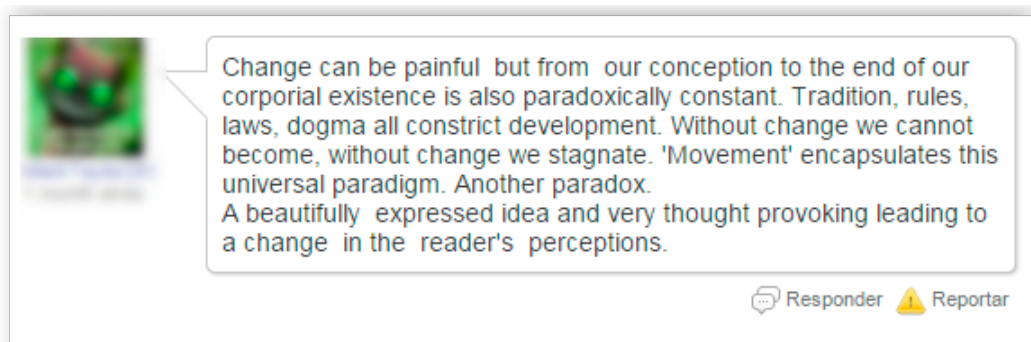 Change can be painful but from our conception to the end of our
corporial existence is also paradoxically constant. Tradition, rules,
laws, dogma all constrict development. Without change we cannot
become, without change we stagnate. 'Movement' encapsulates this
universal paradigm. Another paradox.
A beautifully expressed idea and very thought provoking leading to
a change in the reader's perceptions.
Responder Reportar